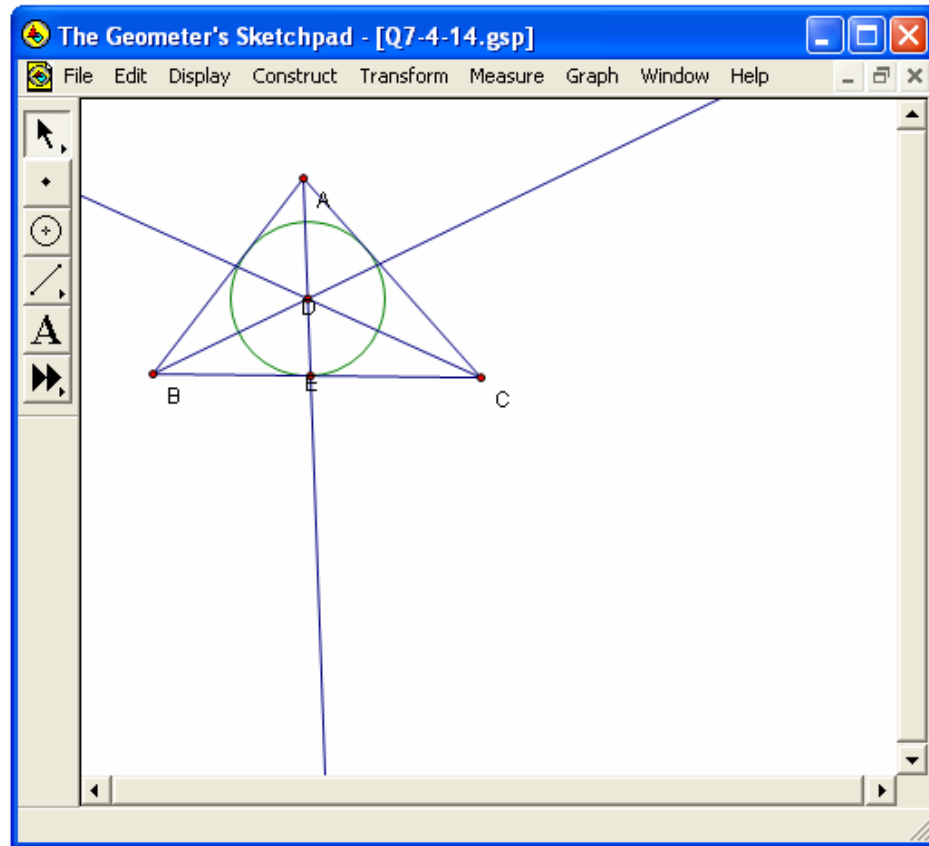 The Geometer's Sketchpad - [Q7-4-14.gsp]
File Edit Display Construct Transform Measure Graph Window Help
A
A
D
B
E
C